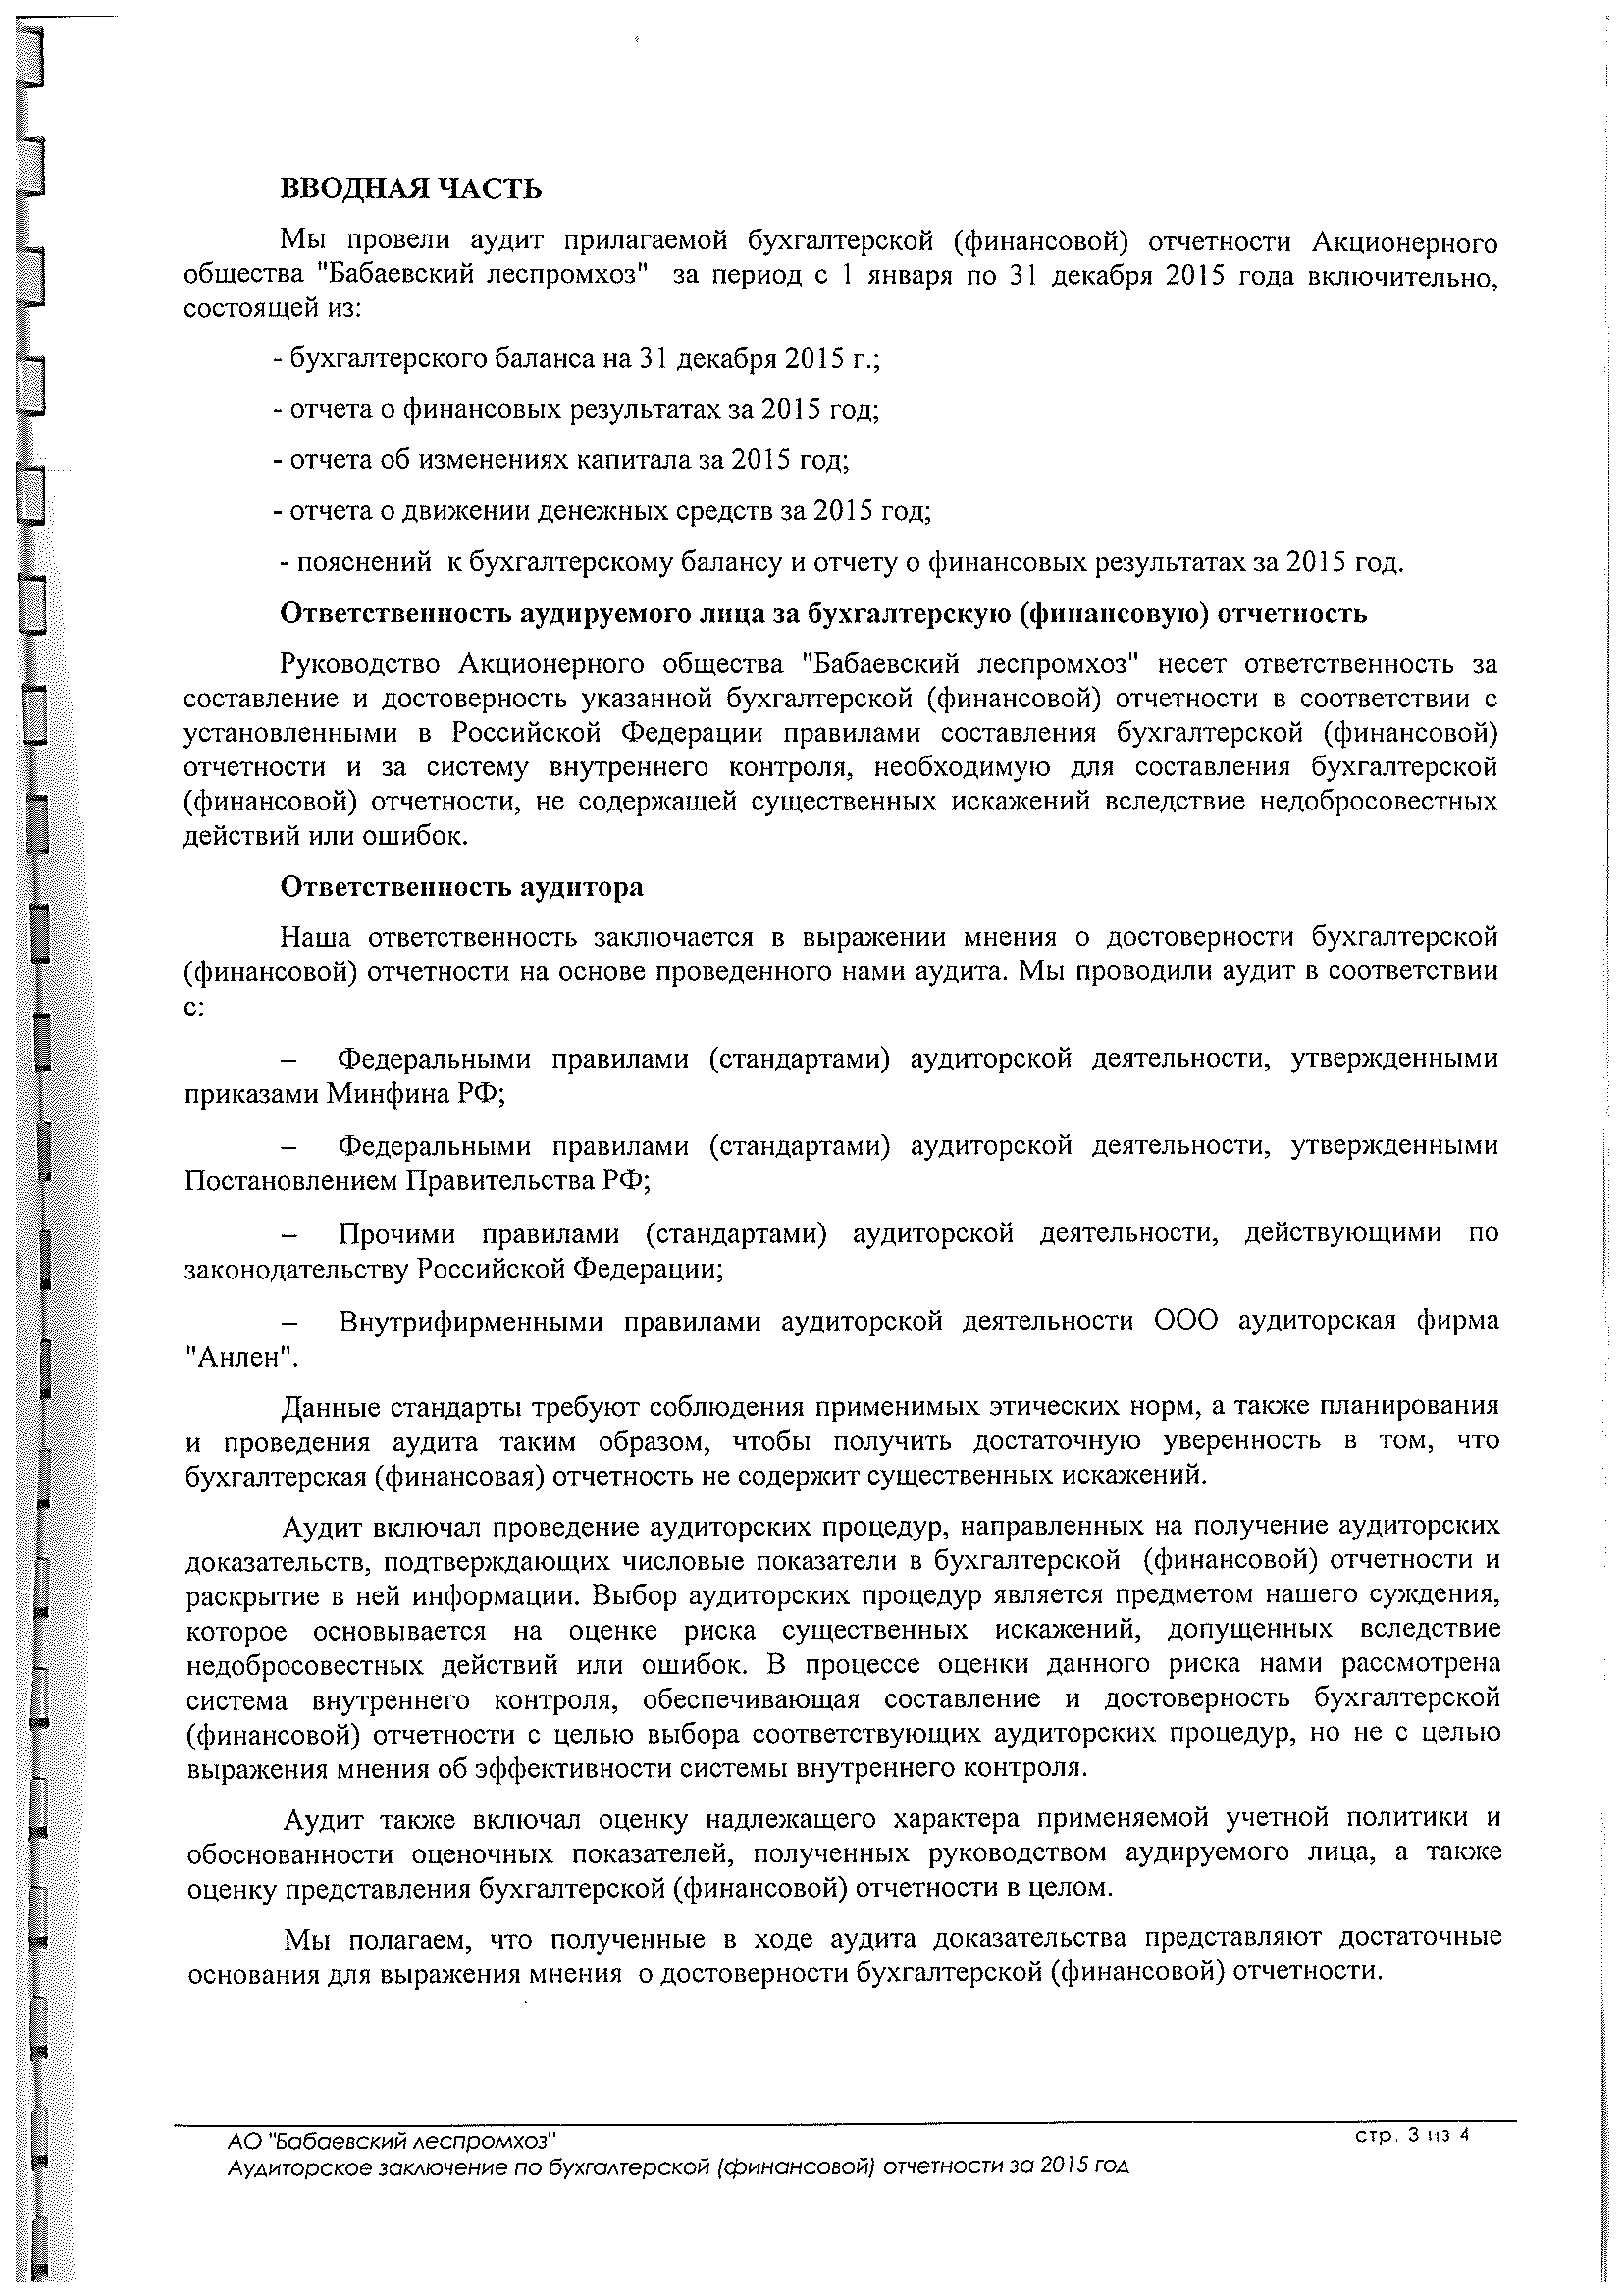 ВВОДНАЯ ЧАСТЬ
Мы провели аудит прилагаемой бухгалтерской (финансовой) отчетности Акционерного
общества "Бабаевский леспромхоз" за период с 1 января по 31 декабря 2015 года включительно,
состоящей из:
- бухгалтерского баланса на 31 декабря 2015 г.;
- отчета о финансовых результатах за 2015 год;
- отчета об изменениях капитала за 2015 год;
- отчета о движении денежных средств за 2015 год;
- пояснений к бухгалтерскому балансу и отчету о финансовых результатах за 2015 год.
Ответственность аудируемого лица за бухгалтерскую (финансовую) отчетность
Руководство Акционерного общества "Бабаевский леспромхоз" несет ответственность за
составление и достоверность указанной бухгалтерской (финансовой) отчетности в соответствии с
установленными в Российской Федерации правилами составления бухгалтерской (финансовой)
отчетности и за систему внутреннего контроля, необходимую для составления бухгалтерской
(финансовой) отчетности, не содержащей существенных искажений вследствие недобросовестных
действий или ошибок.
Ответственность аудитора
Наша ответственность заключается в выражении мнения о достоверности бухгалтерской
(финансовой) отчетности на основе проведенного нами аудита. Мы проводили аудит в соответствии
с:
– Федеральными правилами (стандартами) аудиторской деятельности, утвержденными
приказами Минфина РФ;
– Федеральными правилами (стандартами) аудиторской деятельности, утвержденными
Постановлением Правительства РФ;
– Прочими правилами (стандартами) аудиторской деятельности, действующими по
законодательству Российской Федерации;
– Внутрифирменными правилами аудиторской деятельности ООО аудиторская фирма
"Анлен".
Данные стандарты требуют соблюдения применимых этических норм, а также планирования
и проведения аудита таким образом, чтобы получить достаточную уверенность в том, что
бухгалтерская (финансовая) отчетность не содержит существенных искажений.
Аудит включал проведение аудиторских процедур, направленных на получение аудиторских
доказательств, подтверждающих числовые показатели в бухгалтерской (финансовой) отчетности и
раскрытие в ней информации. Выбор аудиторских процедур является предметом нашего суждения,
которое основывается на оценке риска существенных искажений, допущенных вследствие
недобросовестных действий или ошибок. В процессе оценки данного риска нами рассмотрена
система внутреннего контроля, обеспечивающая составление и достоверность бухгалтерской
(финансовой) отчетности с целью выбора соответствующих аудиторских процедур, но не с целью
выражения мнения об эффективности системы внутреннего контроля.
Аудит также включал оценку надлежащего характера применяемой учетной политики и
обоснованности оценочных показателей, полученных руководством аудируемого лица, а также
оценку представления бухгалтерской (финансовой) отчетности в целом.
Мы полагаем, что полученные в ходе аудита доказательства представляют достаточные
основания для выражения мнения о достоверности бухгалтерской (финансовой) отчетности.
АО "Бабаевский леспромхоз" стр. 3 из 4
Аудиторское заключение по бухгалтерской (финансовой) отчетности за 2015 год